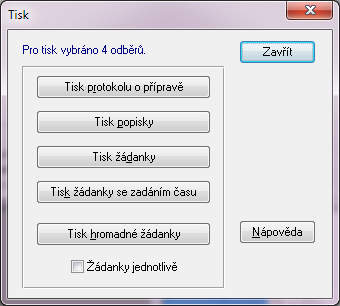 Tisk
Pro tisk vybráno 4 odběrů.
Zavřít
Tisk protokolu o přípravě
Tisk popisky
Tisk žádanky
Tisk žádanky se zadáním času
Tisk hromadné žádanky
Nápověda
Žádanky jednotlivě